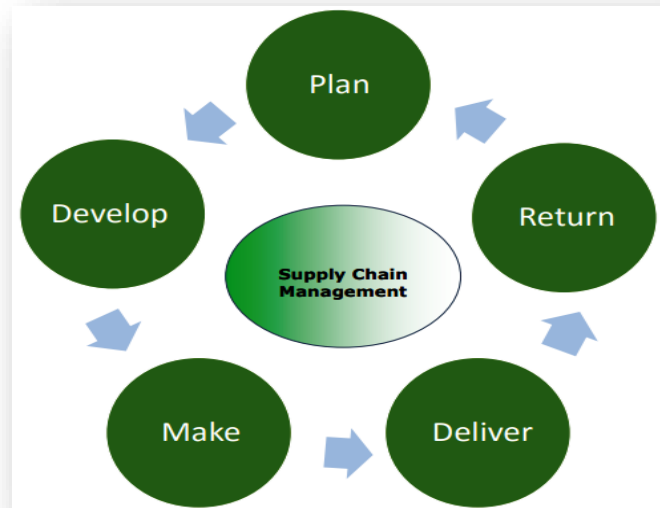 Plan
Develop
Return
Supply Chain
Management
Make
Deliver